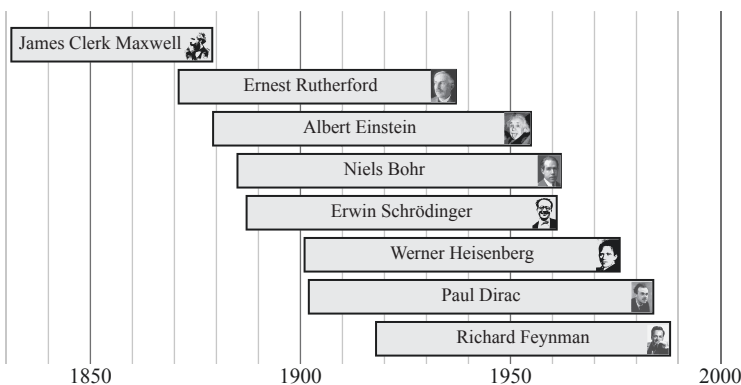 James Clerk Maxwell
Ernest Rutherford
Albert Einstein
Niels Bohr
Erwin Schrödinger
Werner Heisenberg
Paul Dirac
Richard Feynman
1850 1900 1950 2000